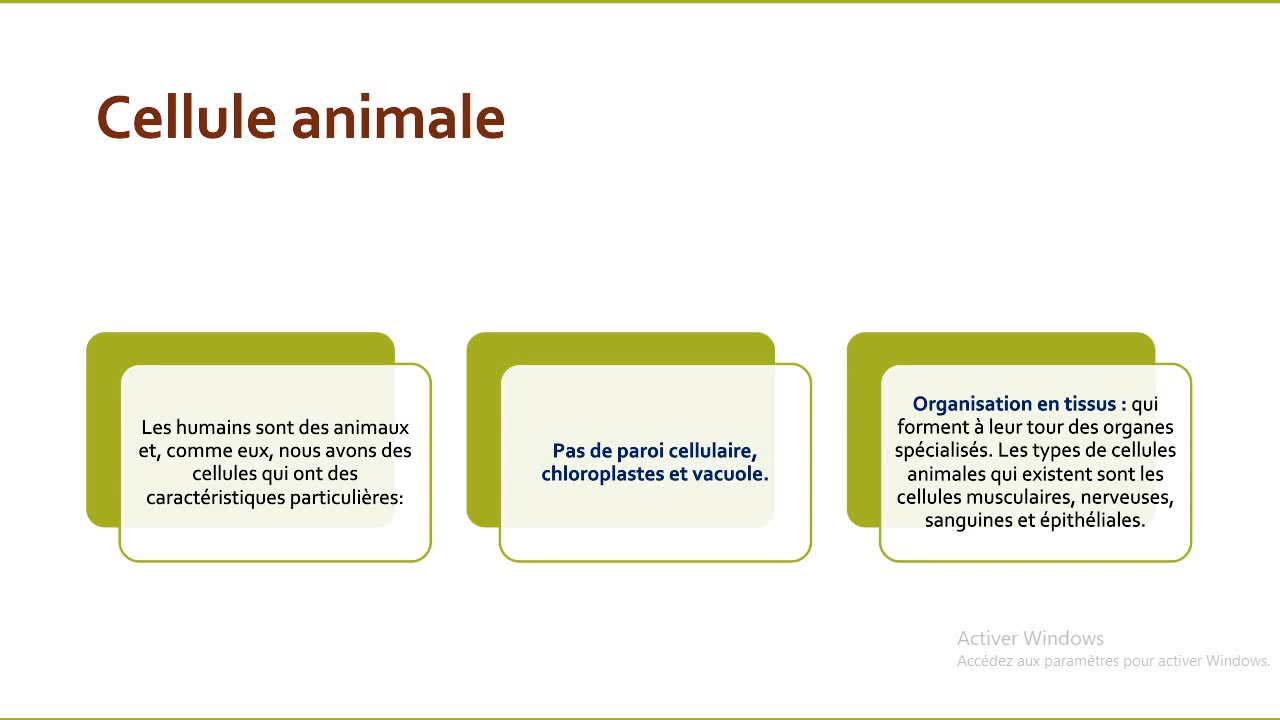 Cellule animale
Les humains sont des animaux
et, comme eux, nous avons des
cellules qui ont des
caractéristiques particulières:
Pas de paroi cellulaire,
chloroplastes et vacuole.
Organisation en tissus : qui
forment à leur tour des organes
spécialisés. Les types de cellules
animales qui existent sont les
cellules musculaires, nerveuses,
sanguines et épithéliales.
Activer Windows
Accédez aux paramètres pour activer Windows.